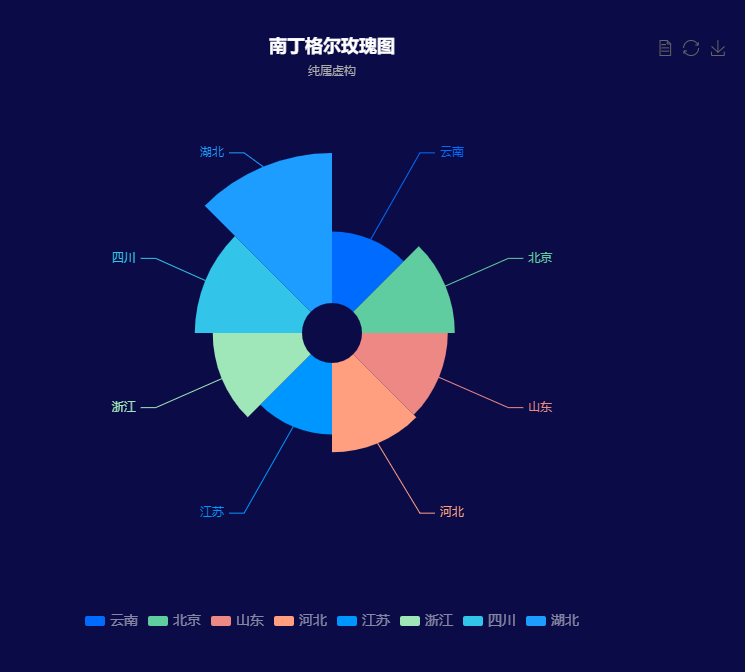 南丁格尔玫瑰图
纯属虚构
湖北
云南
四川
北京
浙江
山东
江苏
河北
云南 北京 山东 河北 江苏 浙江 四川 湖北